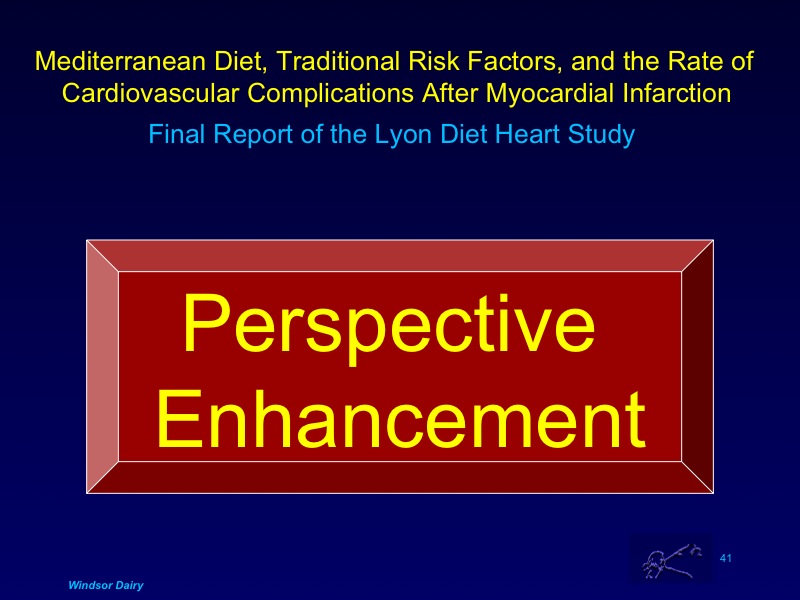 Mediterranean Diet, Traditional Risk Factors, and the Rate of
Cardiovascular Complications After Myocardial Infarction
Final Report of the Lyon Diet Heart Study
Perspective
Enhancement
41
Windsor Dairy